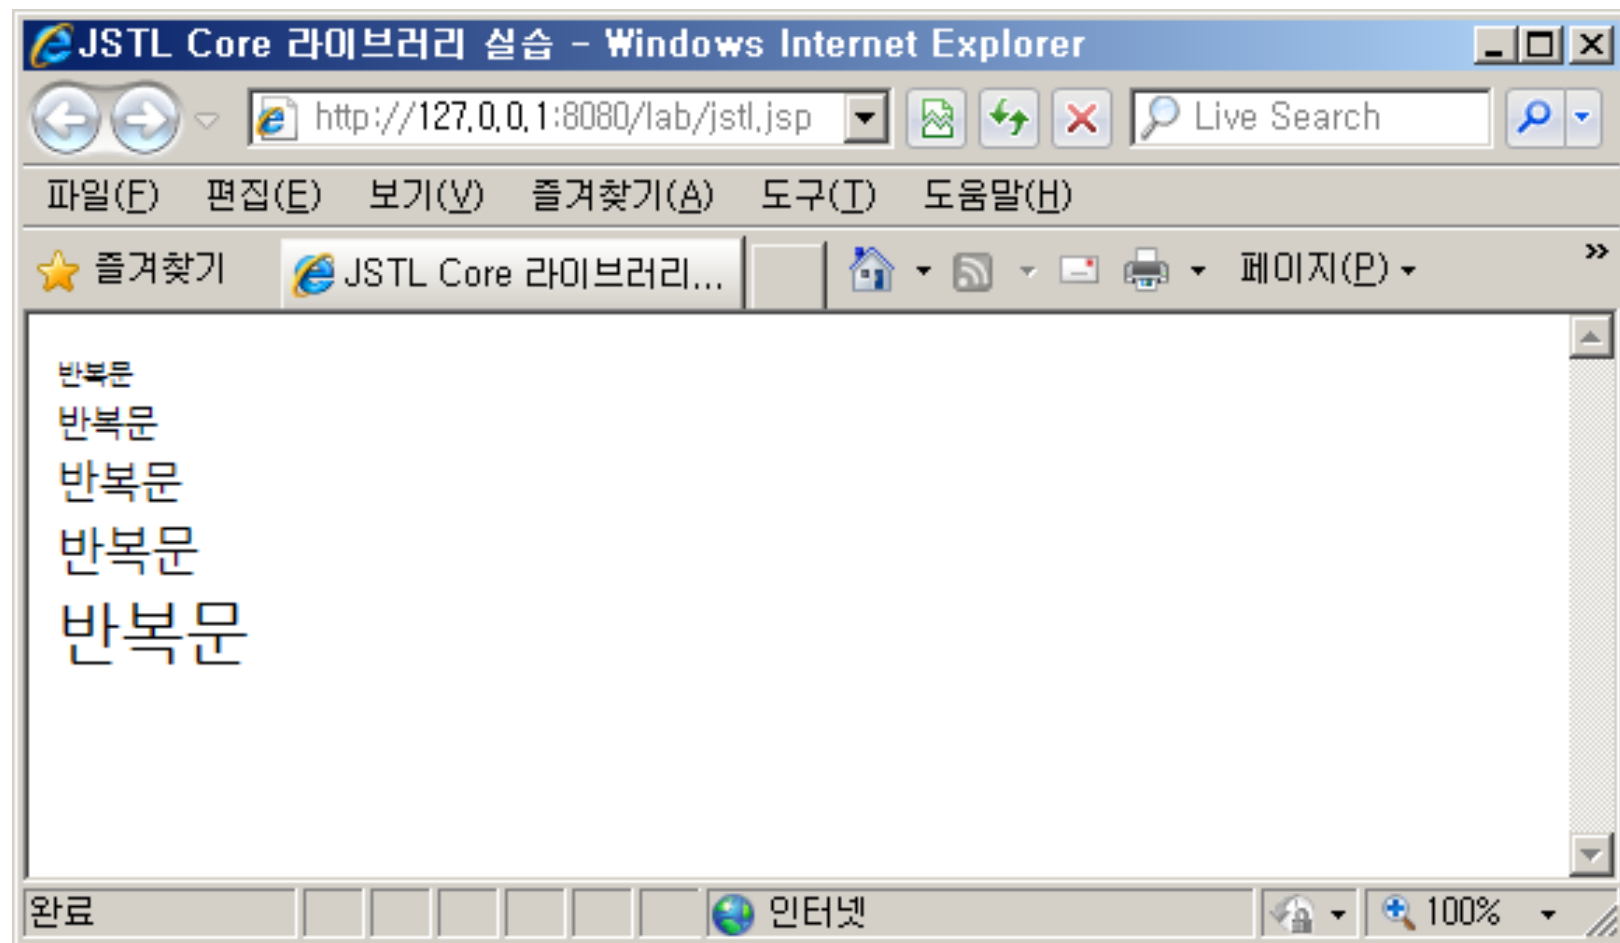 JSTL Core 라이브러리 실습 - Windows Internet Explorer
http://127.0.0.1:8080/lab/jstl.jsp Live Search
파일(F) 편집(E) 보기(V) 즐겨찾기(A) 도구(T) 도움말(H)
즐겨찾기 JSTL Core 라이브러리... 페이지(P) »
반복문
반복문
반복문
반복문
반복문
완료 인터넷 100%